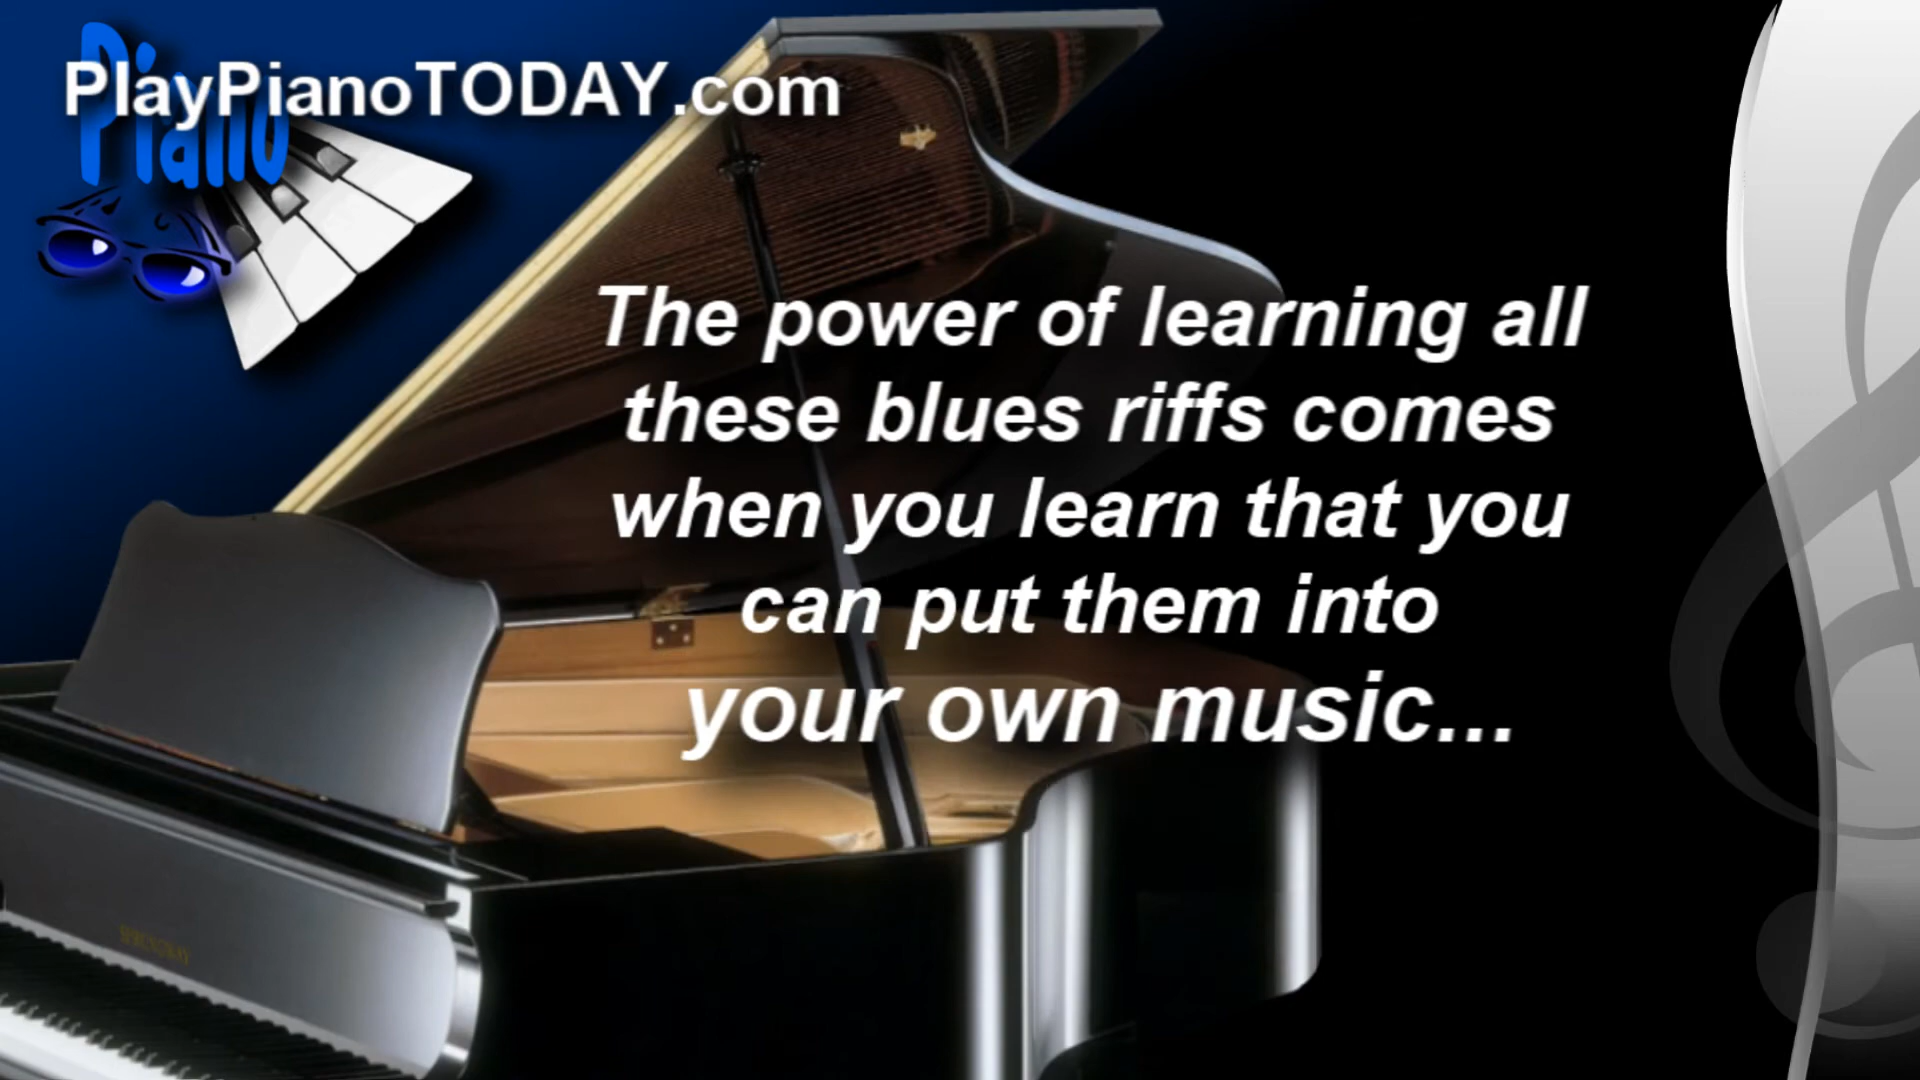 Piano
PlayPianoTODAY.com
The power of learning all
these blues riffs comes
when you learn that you
can put them into
your own music...